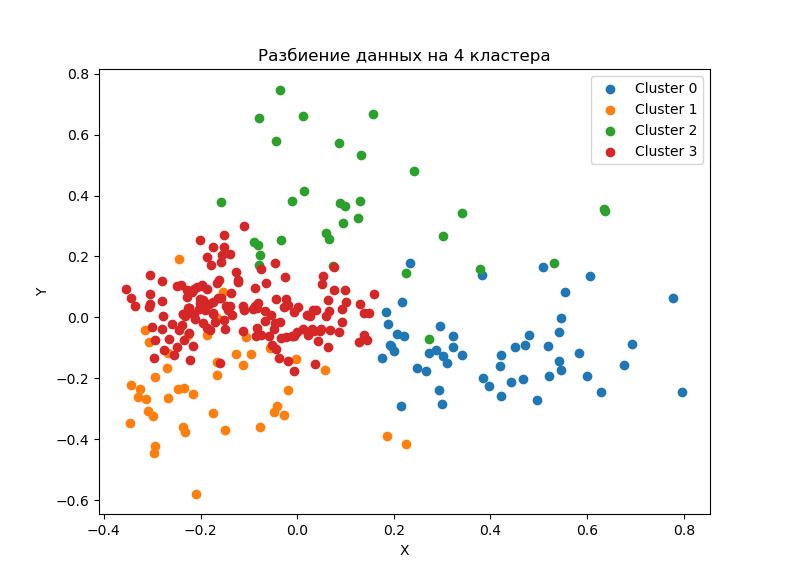 Разбиение данных на 4 кластера
Cluster 0
Cluster 1
Cluster 2
Cluster 3
0.8
0.6
0.4
0.2
0.0
−0.2
−0.4
−0.6
Y
−0.4 −0.2 0.0 0.2 0.4 0.6 0.8
X